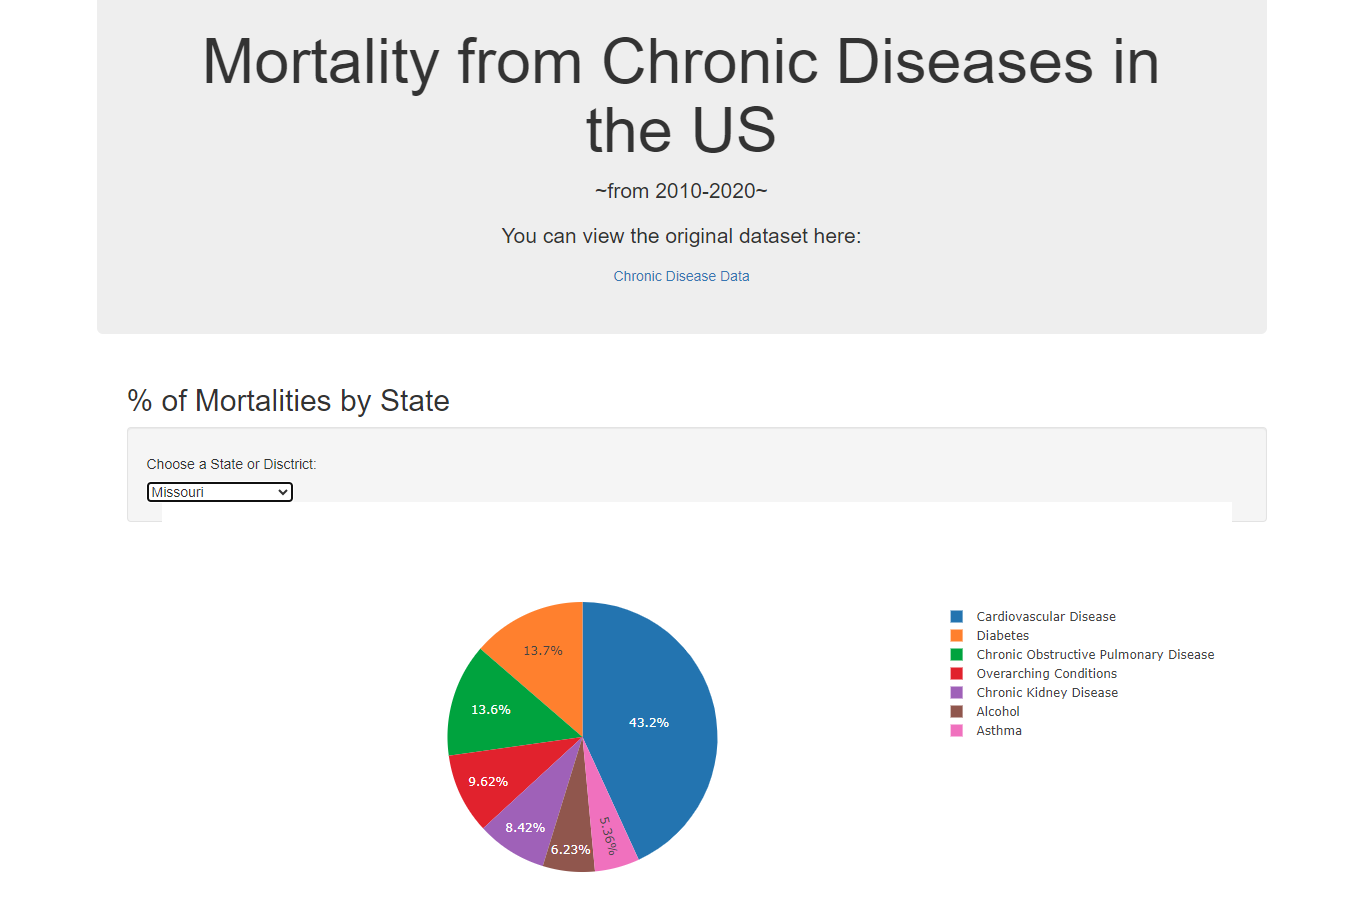 Mortality from Chronic Diseases in
the US
~from 2010-2020~
You can view the original dataset here:
Chronic Disease Data
% of Mortalities by State
Choose a State or Disctrict:
Missouri
13.7%
13.6%
43.2%
9.62%
8.42%
6.23%
5.36%
Cardiovascular Disease
Diabetes
Chronic Obstructive Pulmonary Disease
Overarching Conditions
Chronic Kidney Disease
Alcohol
Asthma